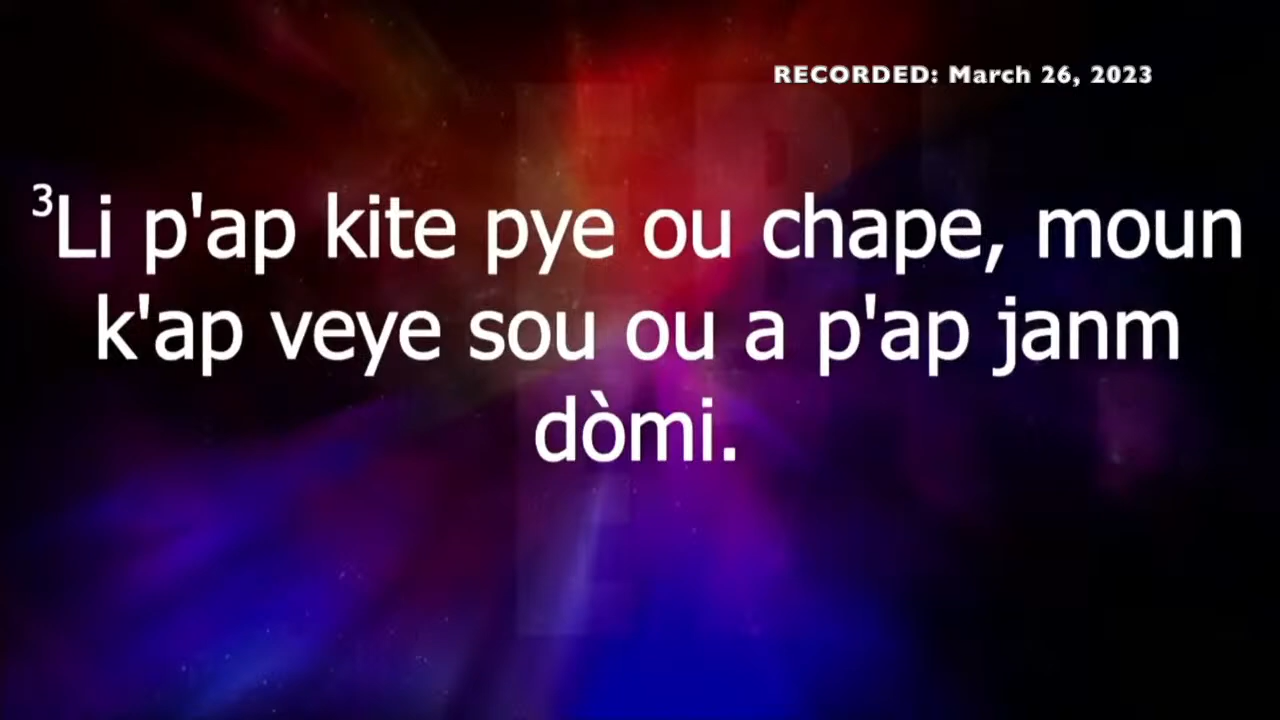 RECORDED: March 26, 2023
³Li p'ap kite pye ou chape, moun
k'ap veye sou ou a p'ap janm
dòmi.